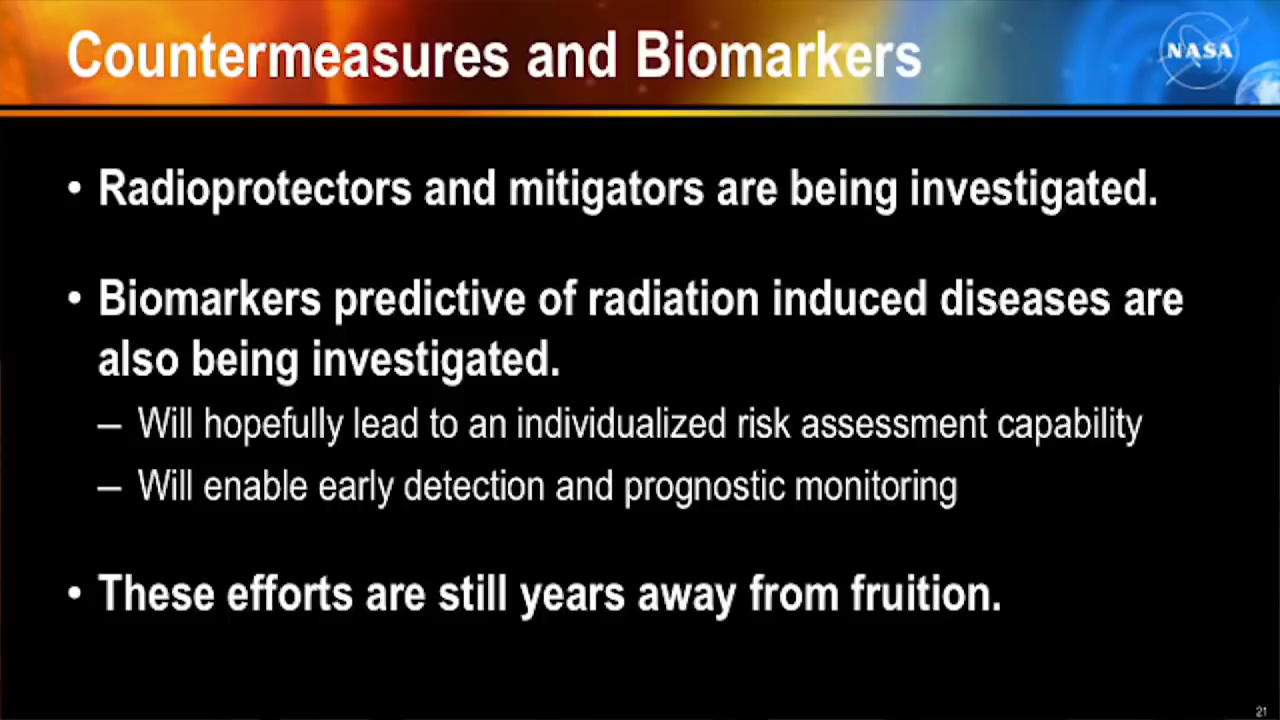 Countermeasures and Biomarkers
NASA
• Radioprotectors and mitigators are being investigated.
• Biomarkers predictive of radiation induced diseases are
also being investigated.
– Will hopefully lead to an individualized risk assessment capability
– Will enable early detection and prognostic monitoring
• These efforts are still years away from fruition.
21